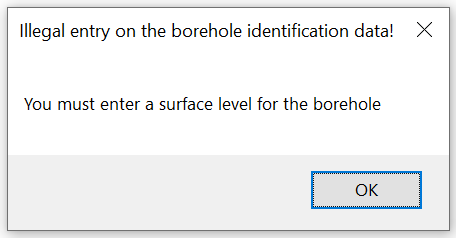 Illegal entry on the borehole identification data!
You must enter a surface level for the borehole
OK